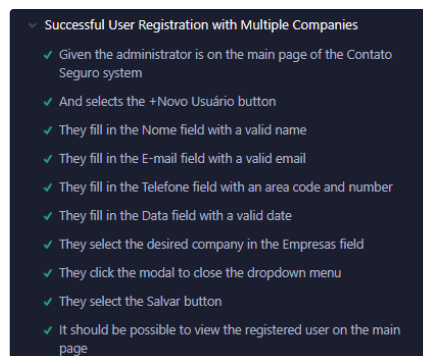 Successful User Registration with Multiple Companies
Given the administrator is on the main page of the Contato
Seguro system
And selects the +Novo Usuário button
They fill in the Nome field with a valid name
They fill in the E-mail field with a valid email
They fill in the Telefone field with an area code and number
They fill in the Data field with a valid date
They select the desired company in the Empresas field
They click the modal to close the dropdown menu
They select the Salvar button
It should be possible to view the registered user on the main
page